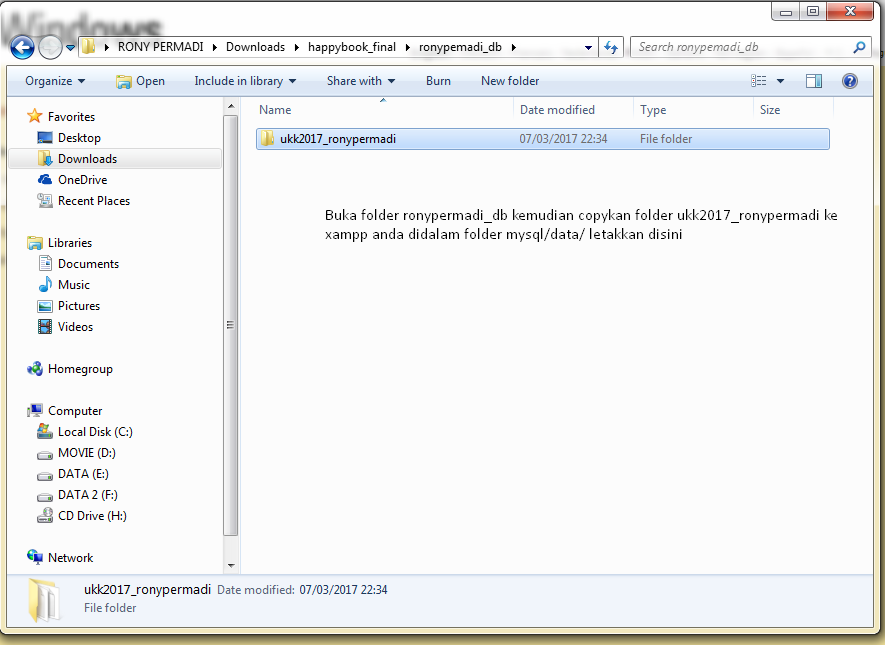 Windows
RONY PERMADI Downloads happybook_final ronypemadi_db
Search ronypemadi_db
Organize Open Include in library Share with Burn New folder
Name Date modified Type Size
Favorites
Desktop
Downloads
OneDrive
Recent Places
Libraries
Documents
Music
Pictures
Videos
Homegroup
Computer
Local Disk (C:)
MOVIE (D:)
DATA (E:)
DATA 2 (F:)
CD Drive (H:)
Network
ukk2017_ronypermadi 07/03/2017 22:34 File folder
Buka folder ronypermadi_db kemudian copykan folder ukk2017_ronypermadi ke
xampp anda didalam folder mysql/data/ letakkan disini
ukk2017_ronypermadi Date modified: 07/03/2017 22:34
File folder